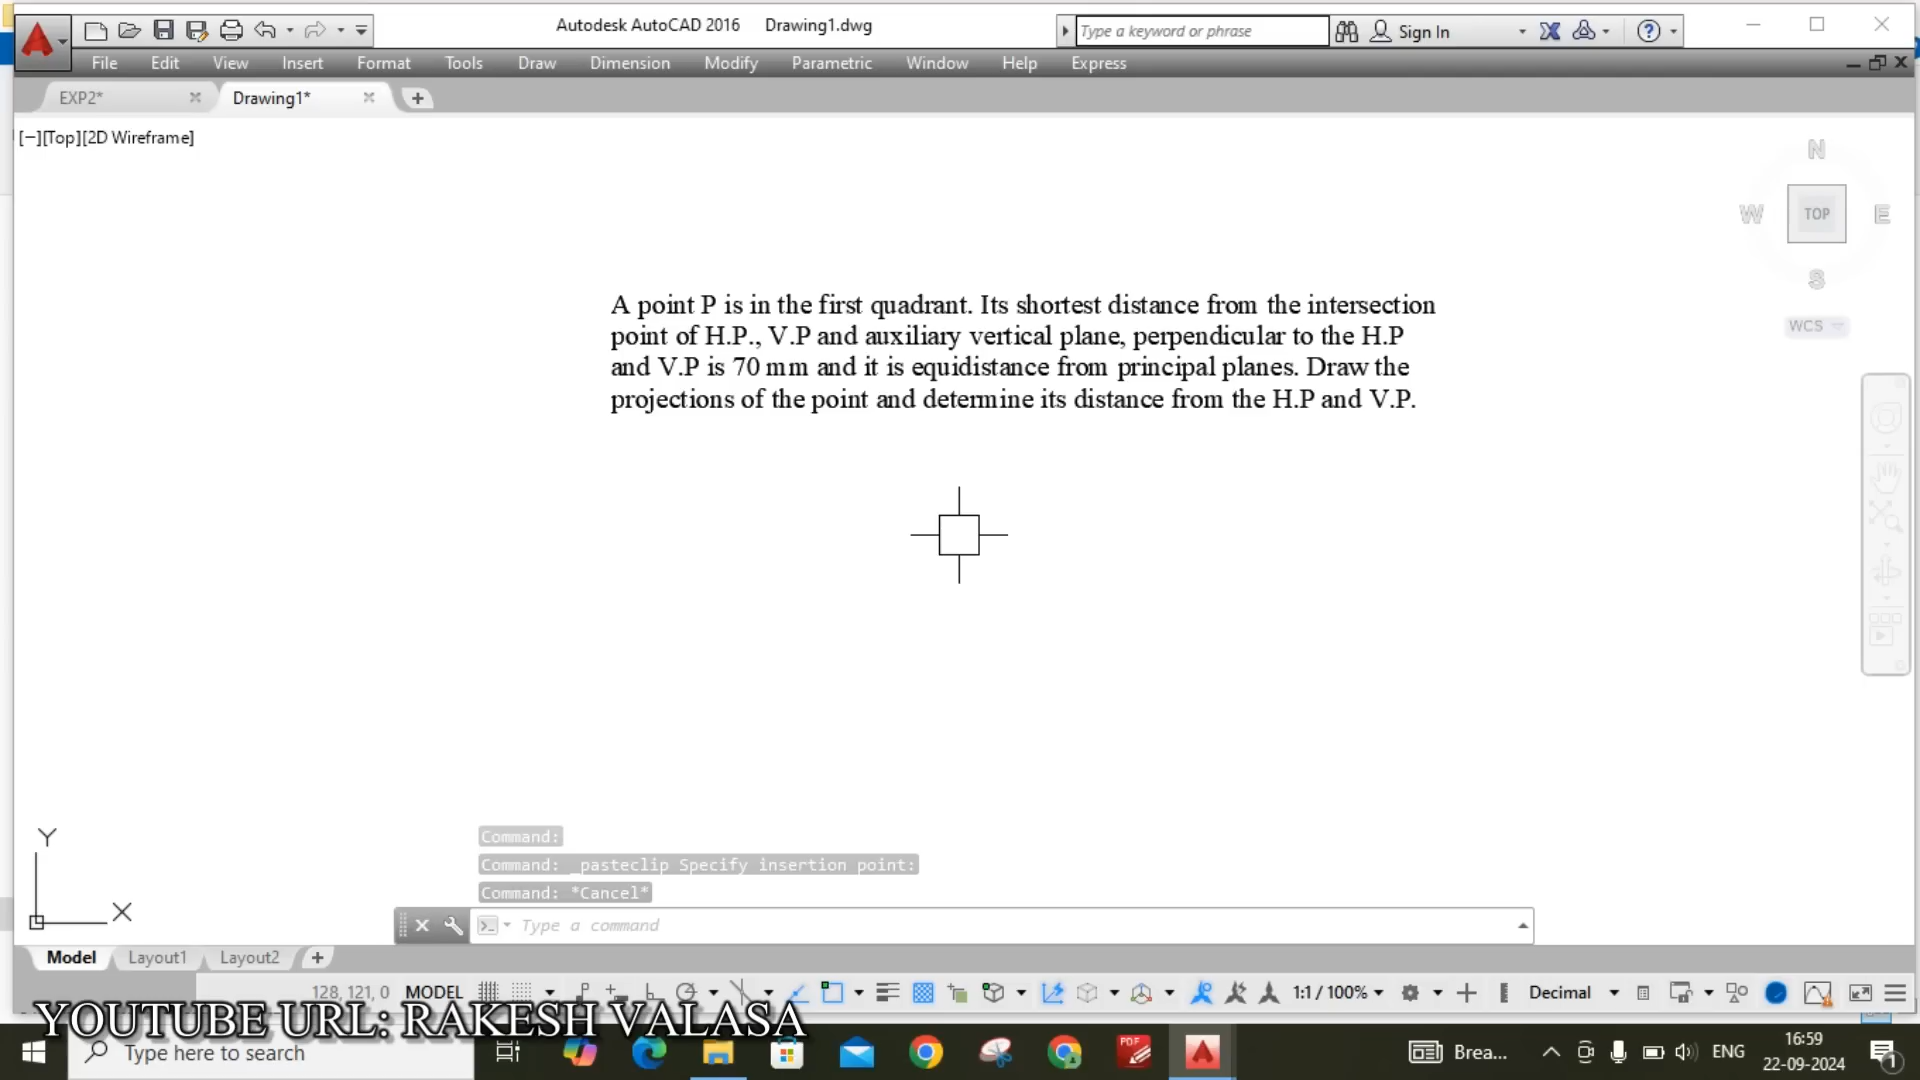 Autodesk AutoCAD 2016 Drawing1.dwg
Type a keyword or phrase
Sign In
File Edit View Insert Format Tools Draw Dimension Modify Parametric Window Help Express
EXP2*
Drawing1*
[−][Top][2D Wireframe]
N
W TOP E
S
WCS
A point P is in the first quadrant. Its shortest distance from the intersection
point of H.P., V.P and auxiliary vertical plane, perpendicular to the H.P
and V.P is 70 mm and it is equidistance from principal planes. Draw the
projections of the point and determine its distance from the H.P and V.P.
Y
X
Command:
Command: _pasteclip Specify insertion point:
Command: *Cancel*
Type a command
Model Layout1 Layout2
128, 121, 0 MODEL 1:1 / 100% Decimal
YOUTUBE URL: RAKESH VALASA
Type here to search
PDF
Brea...
ENG
16:59
22-09-2024
1